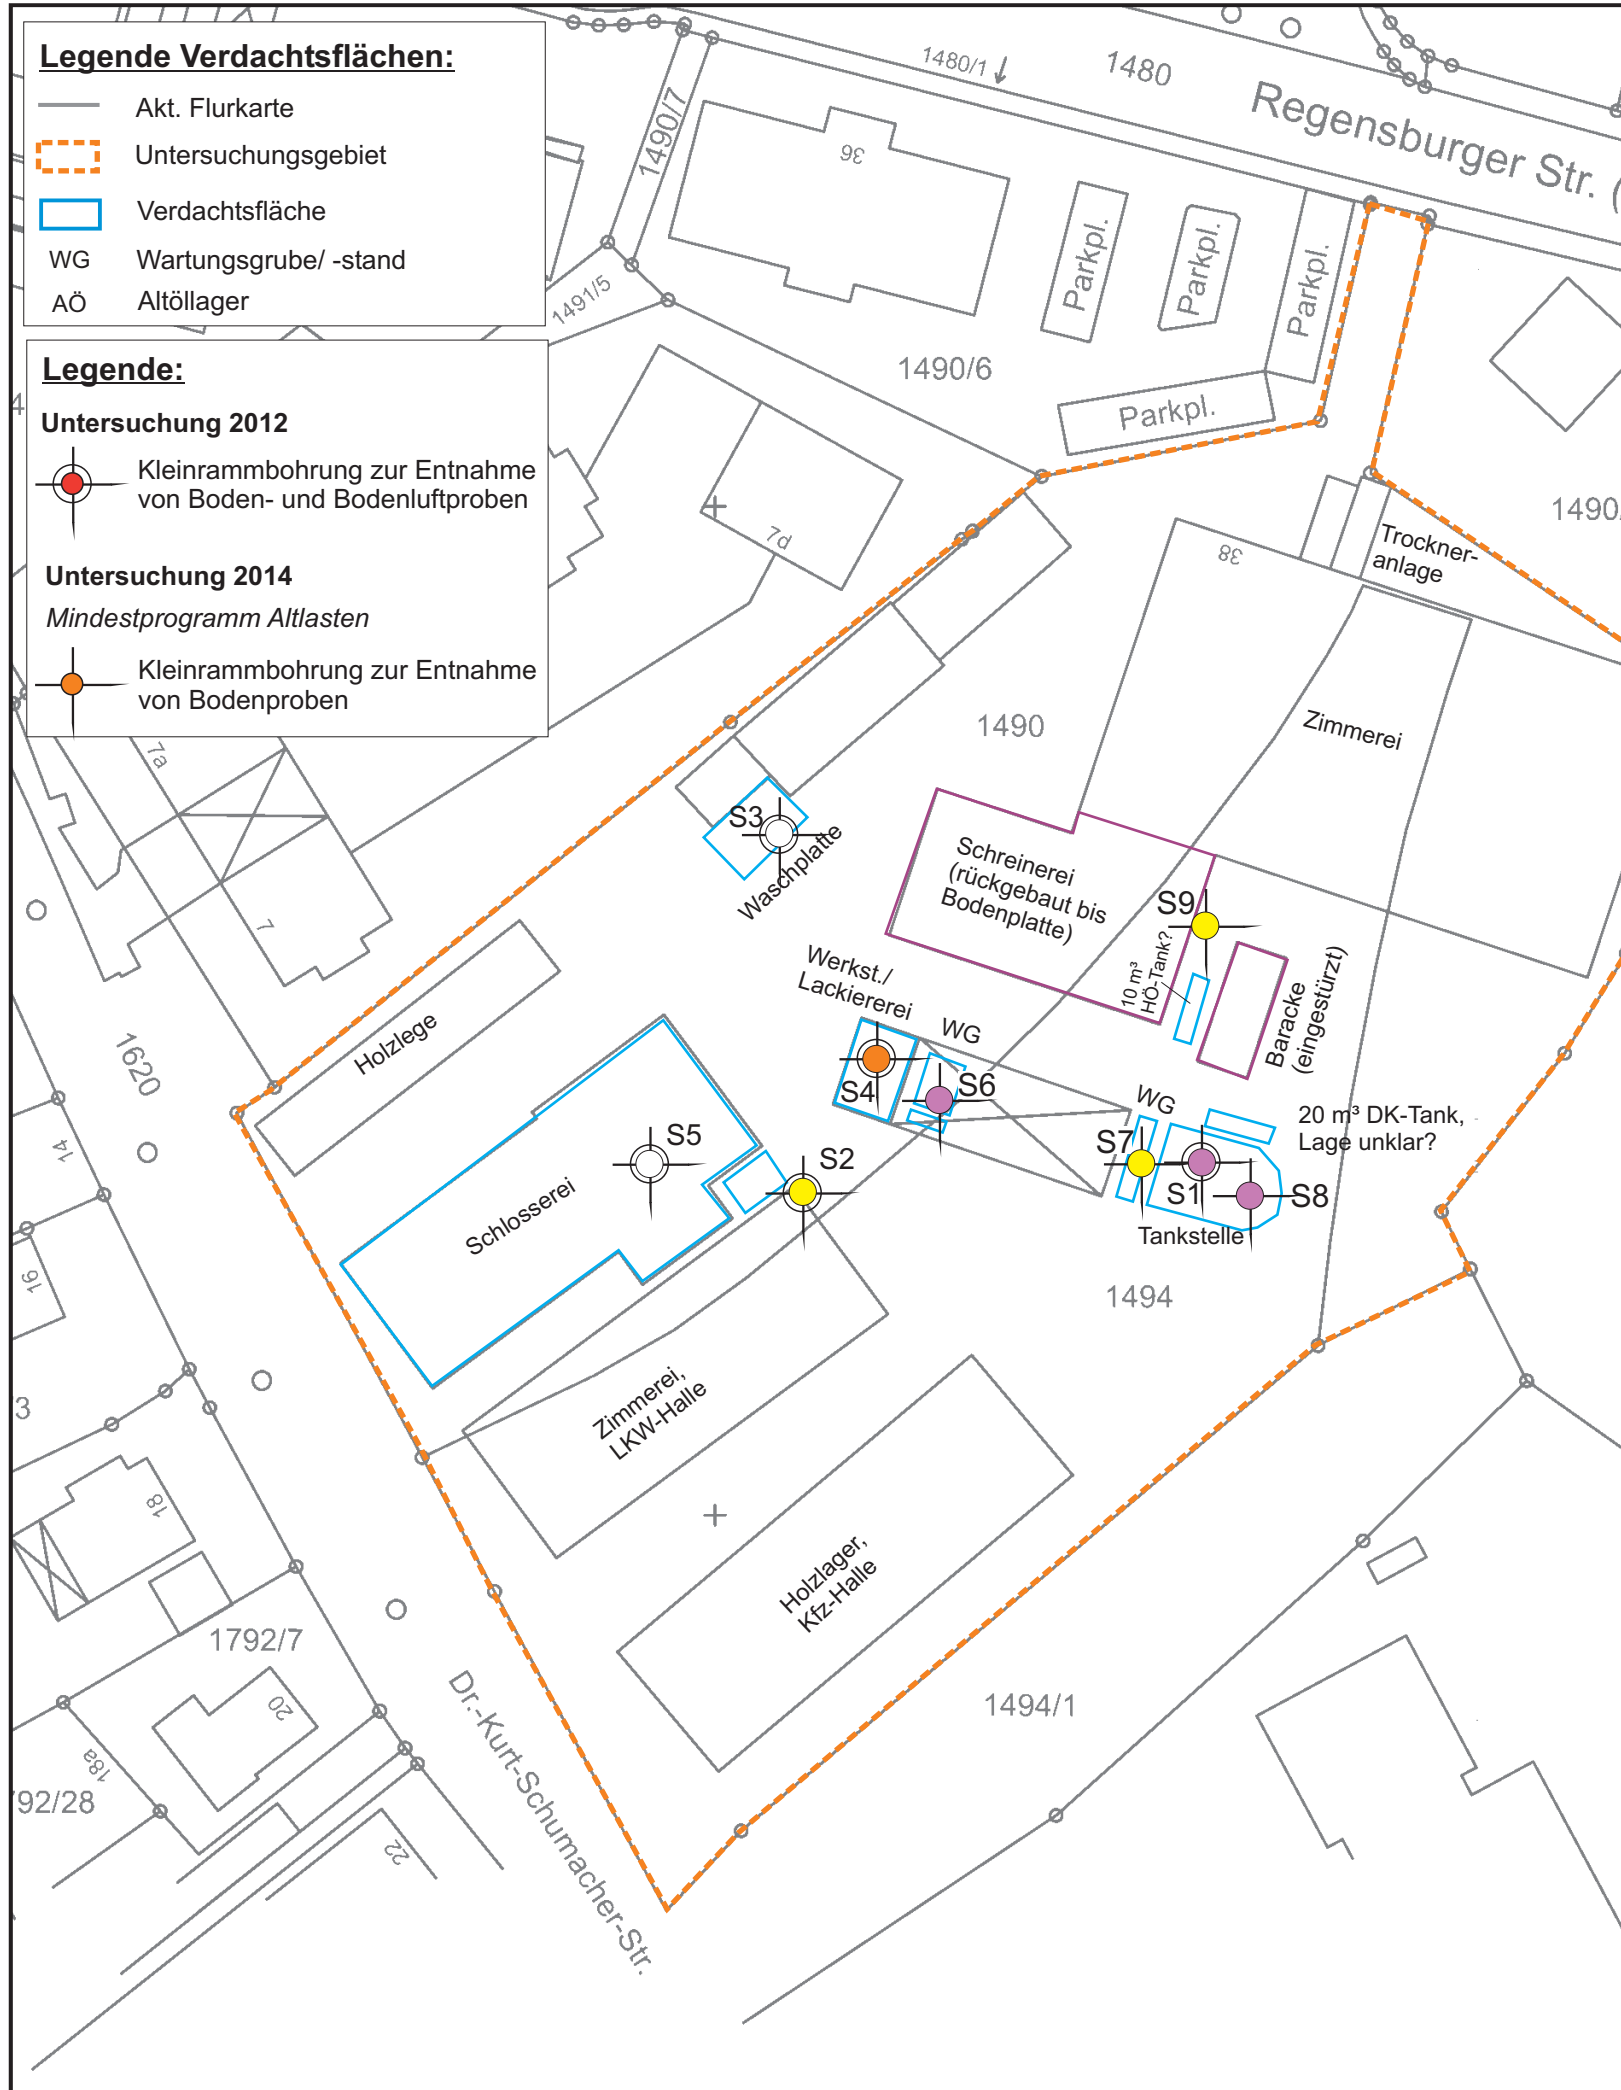 Legende Verdachtsflächen:
Akt. Flurkarte
Untersuchungsgebiet
Verdachtsfläche
WG Wartungsgrube/ -stand
AÖ Altöllager
Legende:
Untersuchung 2012
Kleinrammbohrung zur Entnahme
von Boden- und Bodenluftproben
Untersuchung 2014
Mindestprogramm Altlasten
Kleinrammbohrung zur Entnahme
von Bodenproben
1480/1
1480
Regensburger Str. (
1490/7
36
1491/5
Parkpl.
Parkpl.
Parkpl.
1490/6
Parkpl.
4
1490/
7d
38
Trockner-
anlage
1490
Zimmerei
7a
S3
Waschplatte
Schreinerei
(rückgebaut bis
Bodenplatte)
S9
7
10 m³
HÖ-Tank?
Baracke
(eingestürzt)
Werkst./
Lackiererei
WG
Holzlege
1620
S4
S6
WG
20 m³ DK-Tank,
Lage unklar?
14
S5
S2
S7
S1
S8
Schlosserei
Tankstelle
16
1494
3
Zimmerei,
LKW-Halle
18
Holzlager,
Kfz-Halle
1792/7
20
1494/1
18a
92/28
22
Dr.-Kurt-Schumacher-Str.